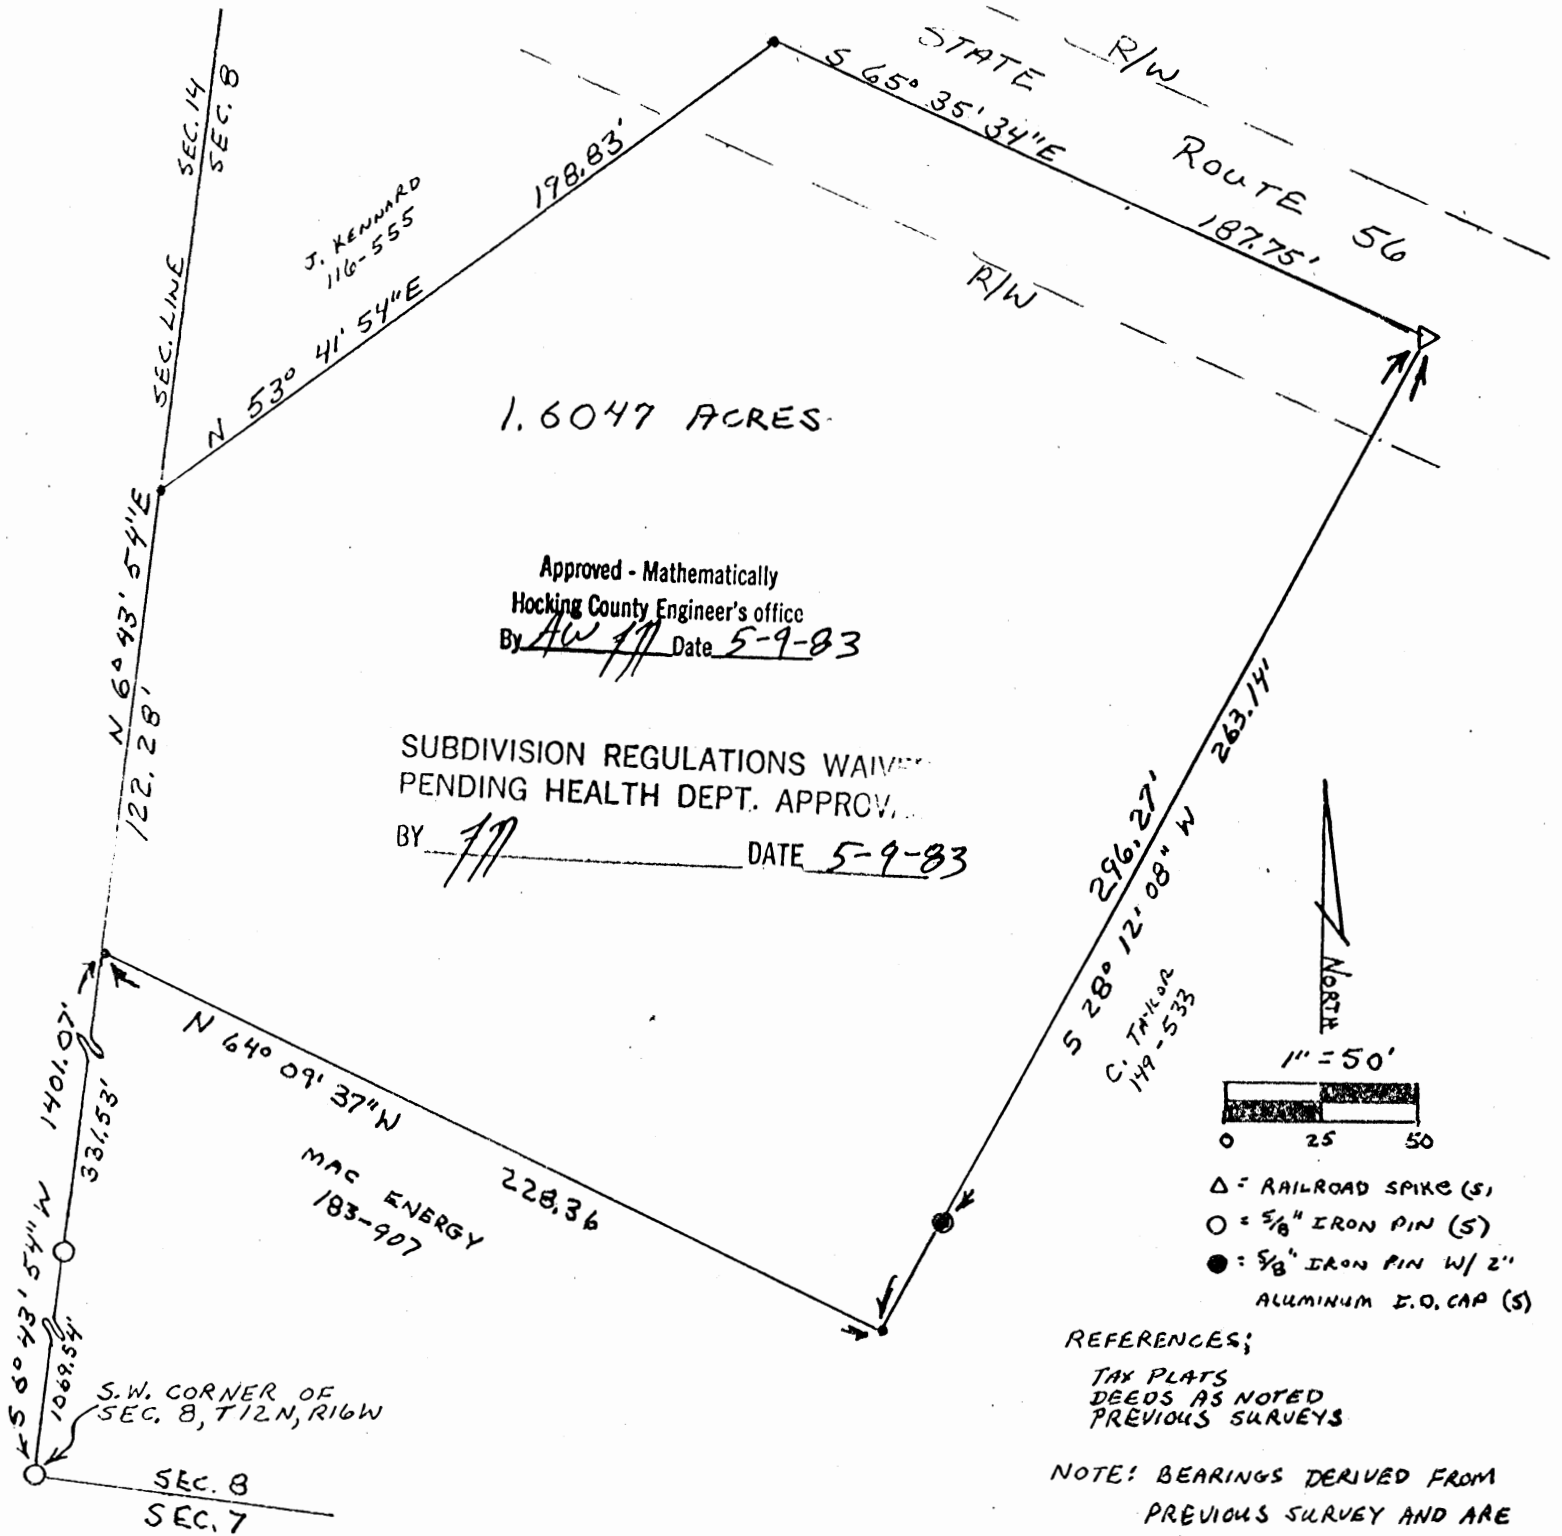 SEC. 14
SEC. 8
SEC. LINE
J. KENNARD
116-555
198.83'
N 53° 41' 54" E
STATE ROUTE 56
R/W
S 65° 35' 34" E
187.75'
R/W
1.6047 ACRES
N 6° 43' 54" E
122.28'
Approved - Mathematically
Hocking County Engineer's office
By AW Date 5-9-83
SUBDIVISION REGULATIONS
PENDING HEALTH DEPT.
BY DATE 5-9-83
263.14'
296.27'
S 28° 12' 08" W
C.
149-533
NORTH
1" = 50'
0 25 50
N 64° 09' 37" W
228.36
MAC ENERGY
183-907
1401.07'
331.53'
S 6° 43' 54" W
1069.54'
S.W. CORNER OF
SEC. 8, T12N, R16W
SEC. 8
SEC. 7
△ = RAILROAD SPIKE (S)
○ = 5/8" IRON PIN (S)
● = 5/8" IRON PIN W/ 2"
ALUMINUM I.D. CAP (S)
REFERENCES;
TAX PLATS
DEEDS AS NOTED
PREVIOUS SURVEYS
NOTE: BEARINGS DERIVED FROM
PREVIOUS SURVEY AND ARE